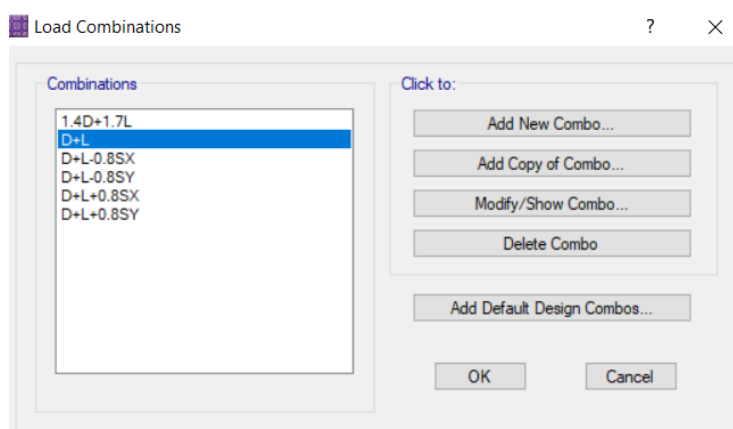 Load Combinations
?
Combinations
1.4D+1.7L
D+L
D+L-0.8SX
D+L-0.8SY
D+L+0.8SX
D+L+0.8SY
Click to:
Add New Combo...
Add Copy of Combo...
Modify/Show Combo...
Delete Combo
Add Default Design Combos...
OK
Cancel